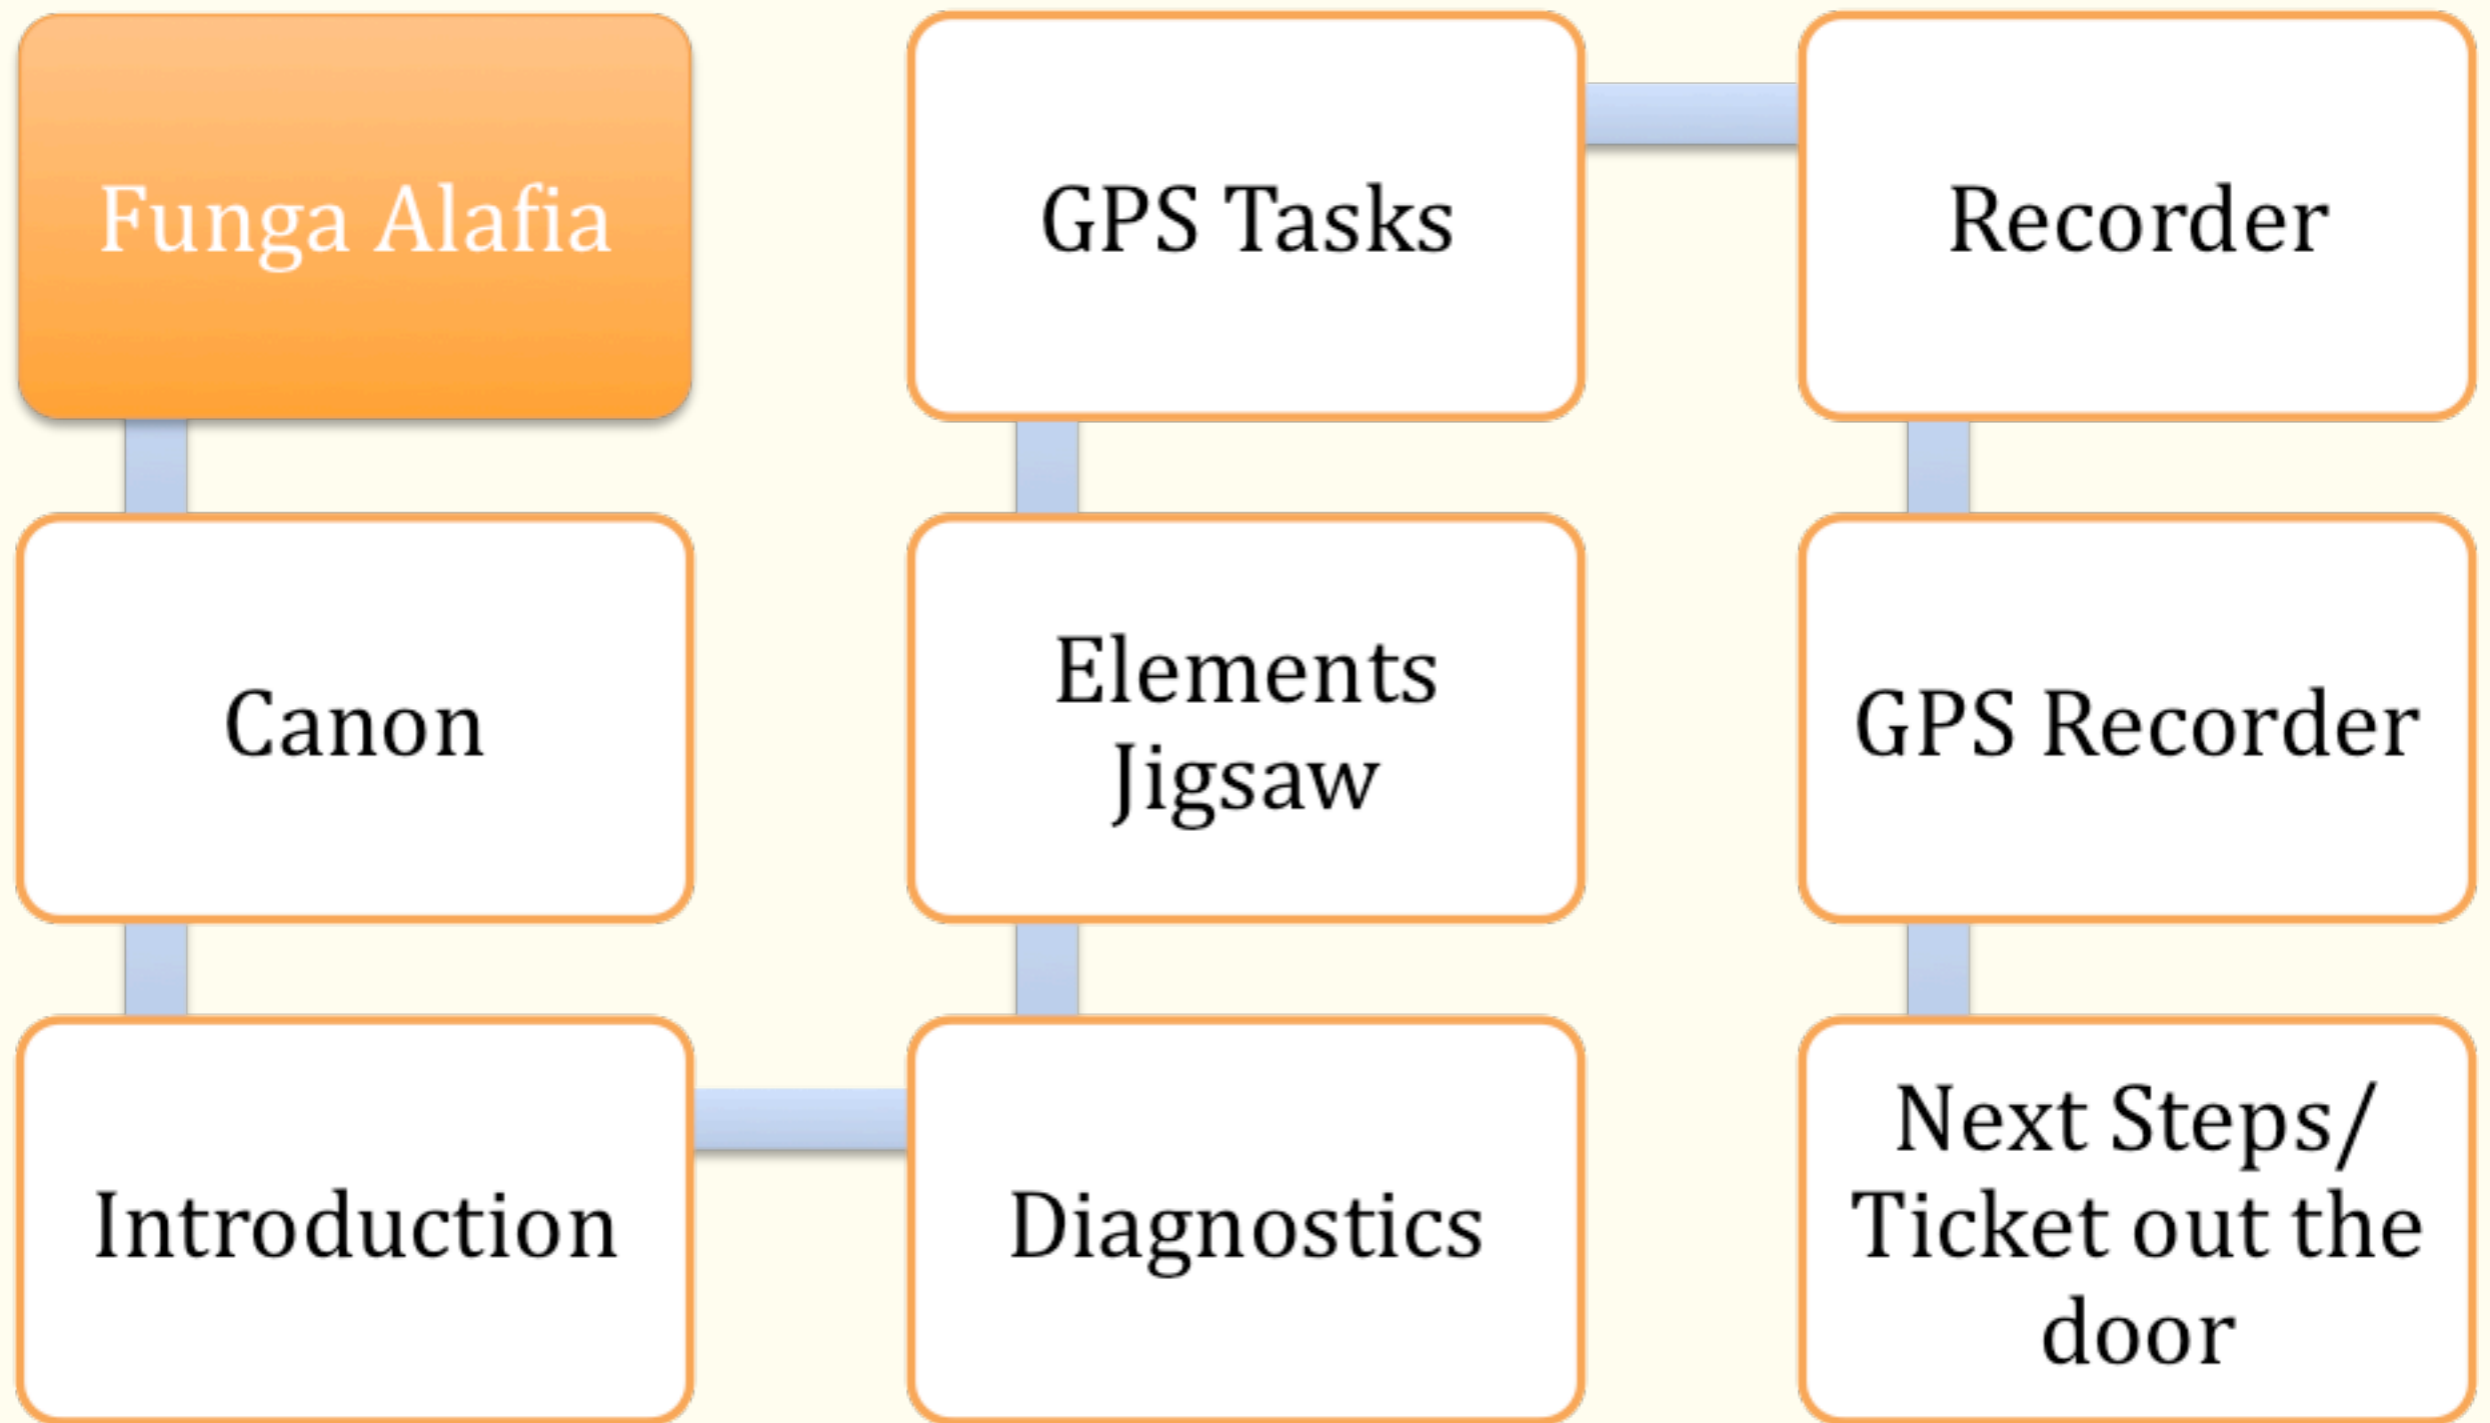 Funga Alafia
Canon
Introduction
Diagnostics
Elements
Jigsaw
GPS Tasks
Recorder
GPS Recorder
Next Steps/
Ticket out the
door